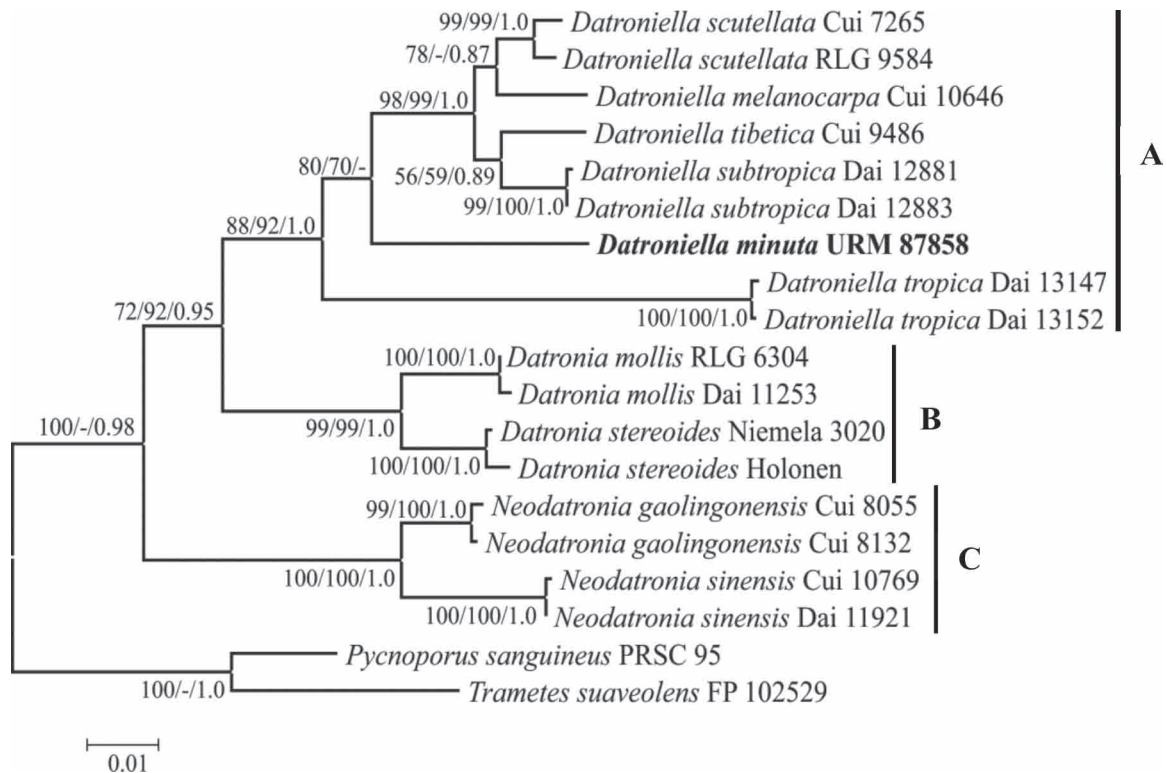 99/99/1.0
Datroniella scutellata Cui 7265
78/-/0.87
Datroniella scutellata RLG 9584
98/99/1.0
Datroniella melanocarpa Cui 10646
Datroniella tibetica Cui 9486
A
80/70/-
56/59/0.89
Datroniella subtropica Dai 12881
99/100/1.0
Datroniella subtropica Dai 12883
88/92/1.0
Datroniella minuta URM 87858
Datroniella tropica Dai 13147
72/92/0.95
100/100/1.0
Datroniella tropica Dai 13152
100/100/1.0
Datronia mollis RLG 6304
Datronia mollis Dai 11253
B
100/-/0.98
99/99/1.0
Datronia stereoides Niemela 3020
100/100/1.0
Datronia stereoides Holonen
99/100/1.0
Neodatronia gaolingonensis Cui 8055
Neodatronia gaolingonensis Cui 8132
C
100/100/1.0
Neodatronia sinensis Cui 10769
100/100/1.0
Neodatronia sinensis Dai 11921
Pycnoporus sanguineus PRSC 95
100/-/1.0
Trametes suaveolens FP 102529
0.01